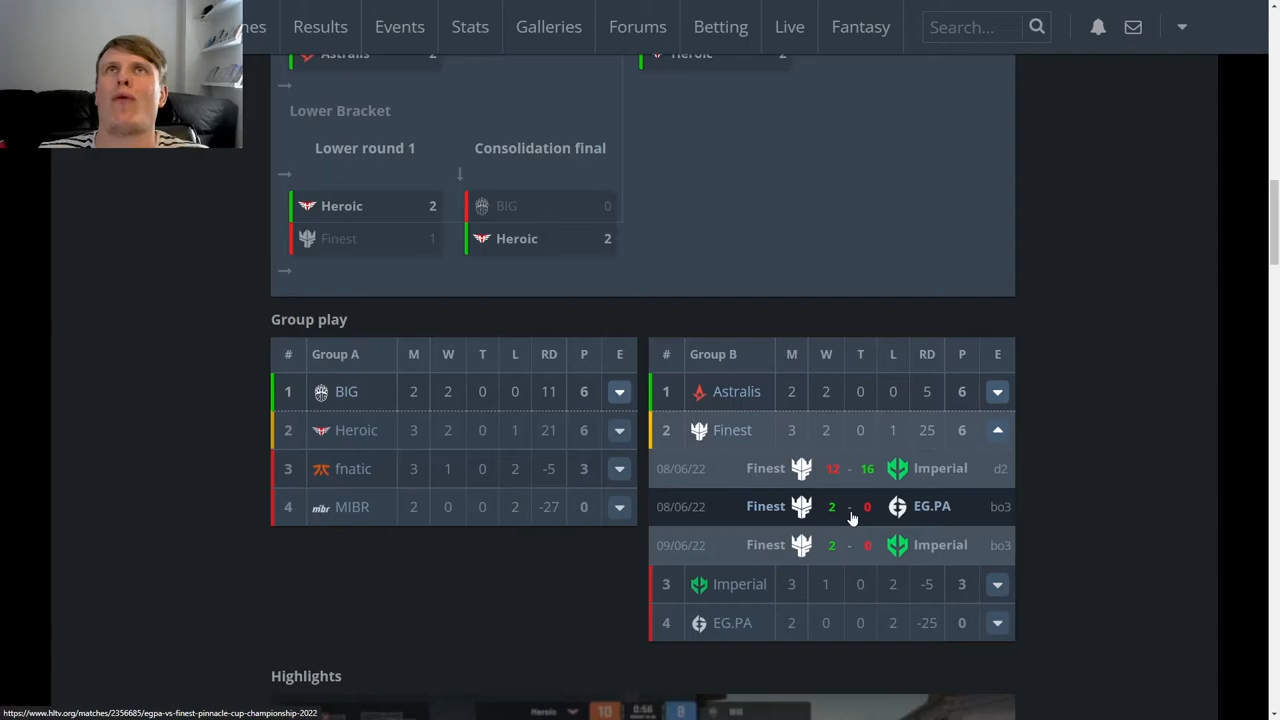 nes Results Events Stats Galleries Forums Betting Live Fantasy Search...
Astralis 2 Heroic 2
Lower Bracket
Lower round 1 Consolidation final
Heroic 2 BIG 0
Finest 1 Heroic 2
Group play
# Group A M W T L RD P E # Group B M W T L RD P E
1 BIG 2 2 0 0 11 6 1 Astralis 2 2 0 0 5 6
2 Heroic 3 2 0 1 21 6 2 Finest 3 2 0 1 25 6
3 fnatic 3 1 0 2 -5 3 08/06/22 Finest 12 - 16 Imperial d2
4 mibr MIBR 2 0 0 2 -27 0 08/06/22 Finest 2 - 0 EG.PA bo3
09/06/22 Finest 2 - 0 Imperial bo3
3 Imperial 3 1 0 2 -5 3
4 EG.PA 2 0 0 2 -25 0
Highlights
Heroic 10 0:56 8 BIG
https://www.hltv.org/matches/2356685/egpa-vs-finest-pinnacle-cup-championship-2022